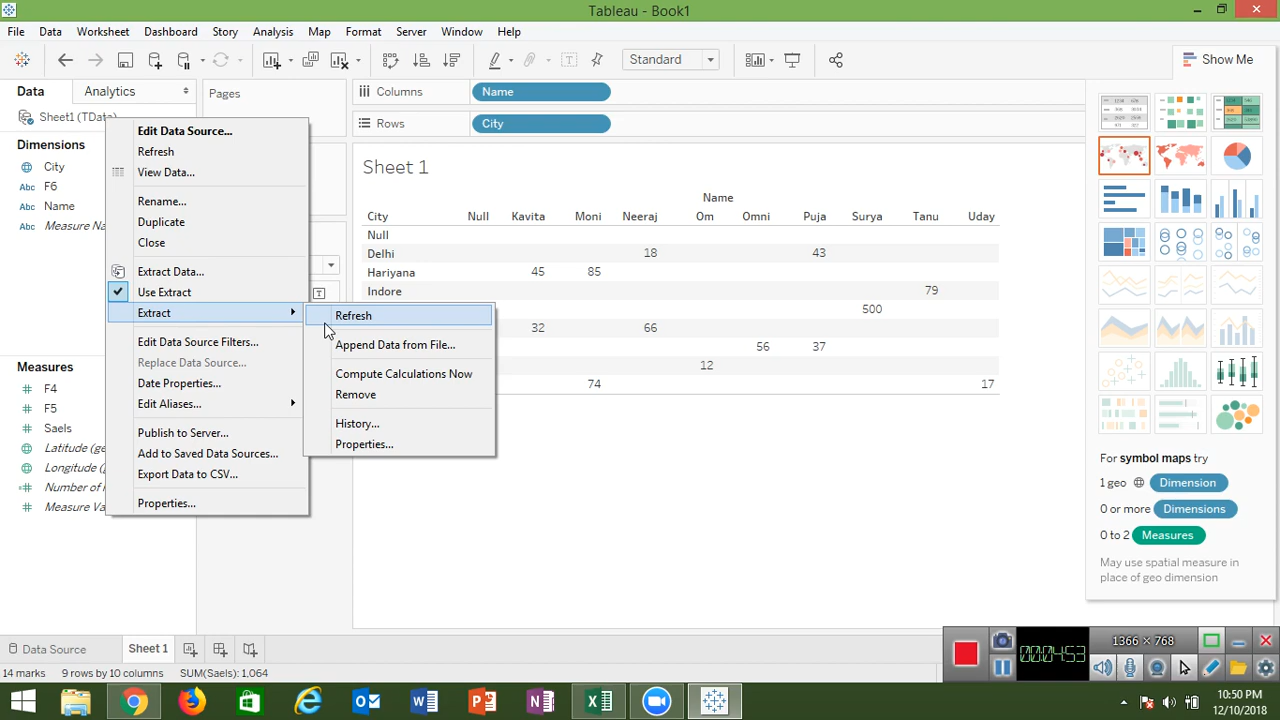 Tableau - Book1
File Data Worksheet Dashboard Story Analysis Map Format Server Window Help
Standard
Show Me
Data Analytics
Pages
Columns Name
Sheet1 (TData)
Rows City
Edit Data Source...
Refresh
View Data...
Rename...
Duplicate
Close
Extract Data...
Use Extract
Extract
Edit Data Source Filters...
Replace Data Source...
Date Properties...
Edit Aliases...
Publish to Server...
Add to Saved Data Sources...
Export Data to CSV...
Properties...
Refresh
Append Data from File...
Compute Calculations Now
Remove
History...
Properties...
Dimensions
City
Abc F6
Abc Name
Abc Measure Na
Measures
F4
F5
Saels
Latitude (ge
Longitude (g
Number of
Measure Va
T
Sheet 1
Name
City Null Kavita Moni Neeraj Om Omni Puja Surya Tanu Uday
Null
Delhi 18 43
Hariyana 45 85
Indore 79
500
32 66
56 37
12
74 17
For symbol maps try
1 geo Dimension
0 or more Dimensions
0 to 2 Measures
May use spatial measure in
place of geo dimension
Data Source Sheet 1
14 marks 9 rows by 10 columns SUM(Saels): 1,064
00:04:53
1366 × 768
10:50 PM
12/10/2018